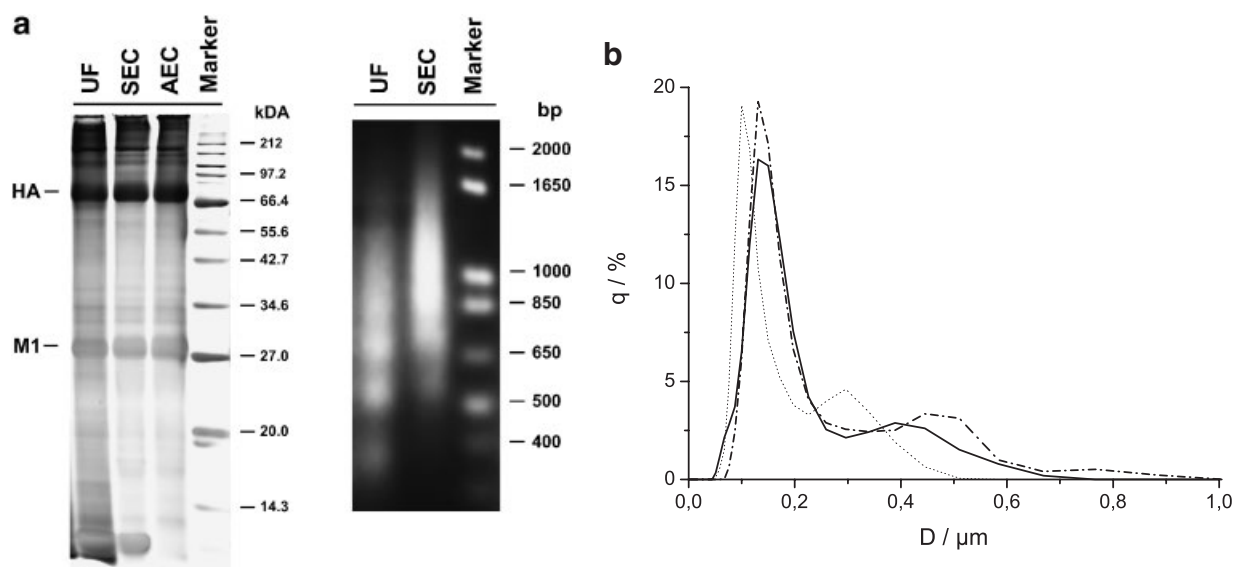 a
UF SEC AEC Marker
kDA
212
97.2
HA
66.4
55.6
42.7
34.6
M1
27.0
20.0
14.3
UF SEC Marker
bp
2000
1650
1000
850
650
500
400
b
q / %
20
15
10
5
0
0,0 0,2 0,4 0,6 0,8 1,0
D / µm